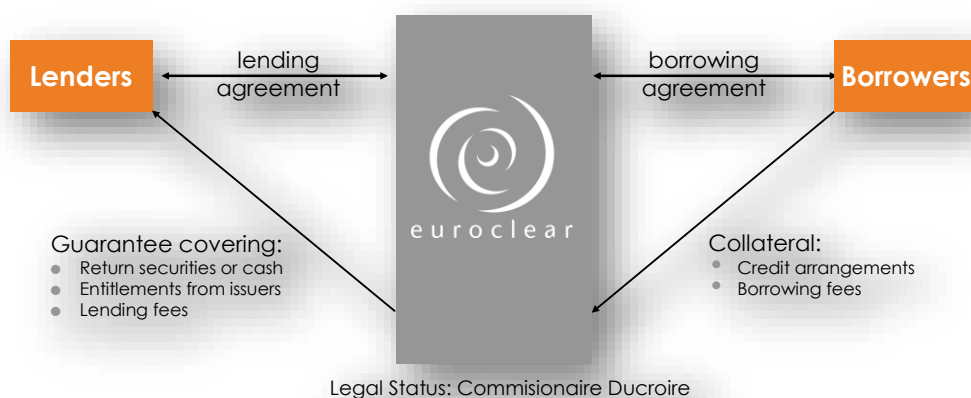 Lenders
lending
agreement
borrowing
agreement
Borrowers
euroclear
Guarantee covering:
Return securities or cash
Entitlements from issuers
Lending fees
Collateral:
Credit arrangements
Borrowing fees
Legal Status: Commisionaire Ducroire